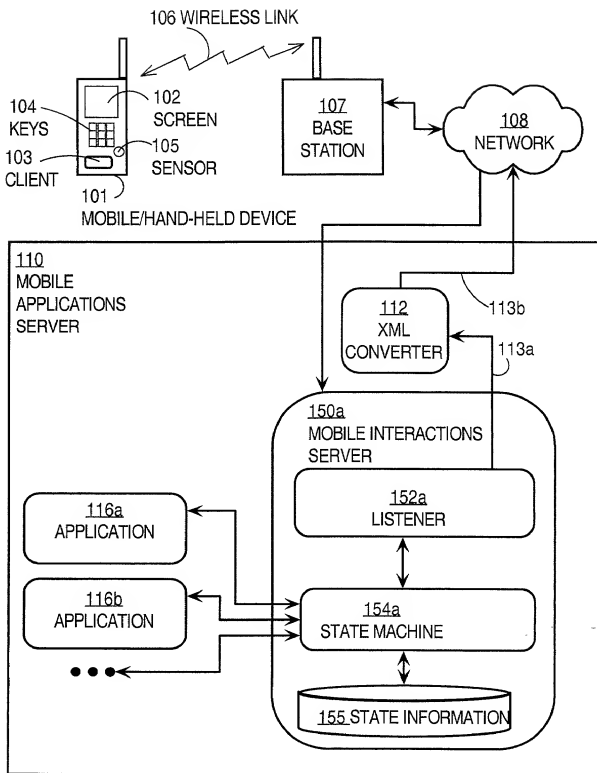 106 WIRELESS LINK
104
KEYS
103
CLIENT
102
SCREEN
105
SENSOR
101
MOBILE/HAND-HELD DEVICE
107
BASE
STATION
108
NETWORK
110
MOBILE
APPLICATIONS
SERVER
112
XML
CONVERTER
113b
113a
150a
MOBILE INTERACTIONS
SERVER
152a
LISTENER
116a
APPLICATION
116b
APPLICATION
154a
STATE MACHINE
155 STATE INFORMATION